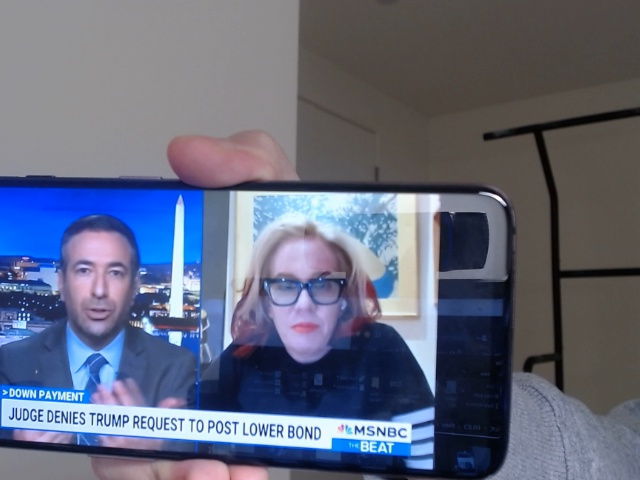 > DOWN PAYMENT
JUDGE DENIES TRUMP REQUEST TO POST LOWER BOND
MSNBC
THE BEAT